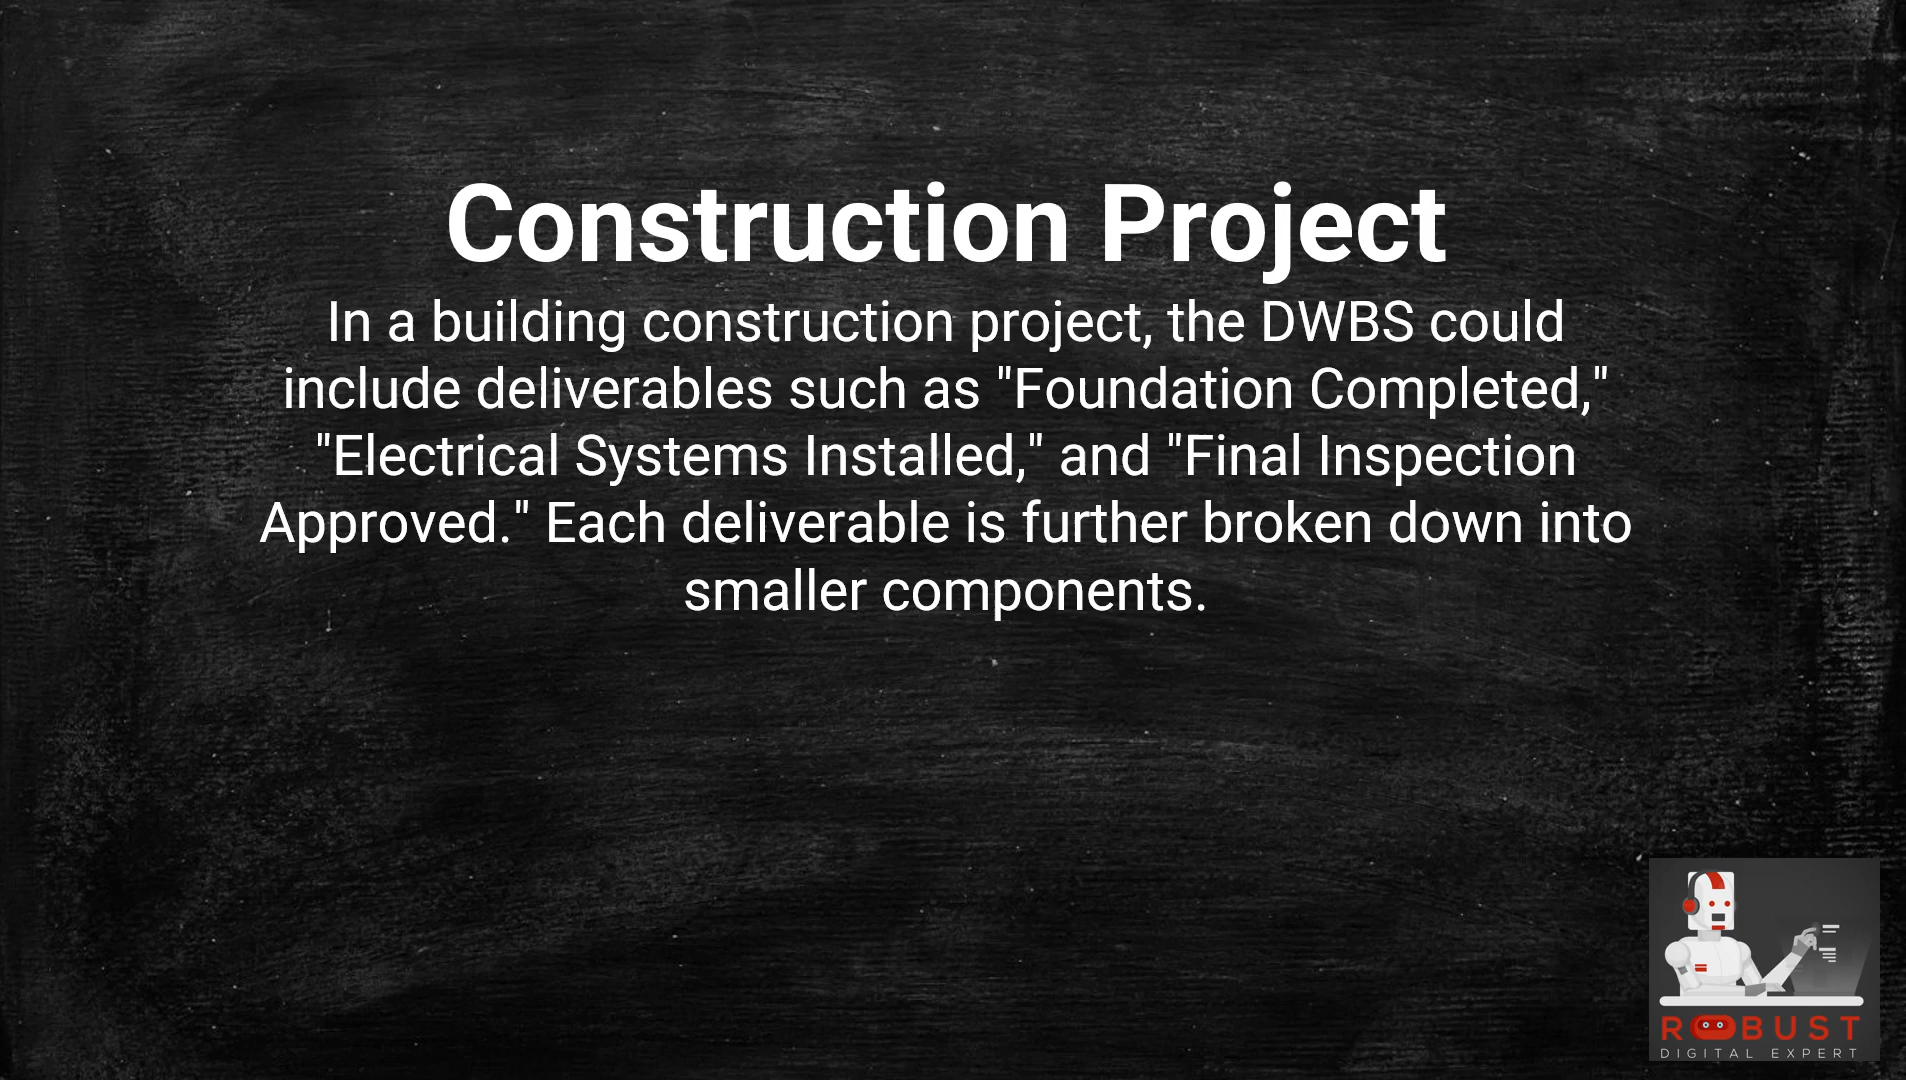 Construction Project
In a building construction project, the DWBS could
include deliverables such as "Foundation Completed,"
"Electrical Systems Installed," and "Final Inspection
Approved." Each deliverable is further broken down into
smaller components.
ROBUST
DIGITAL EXPERT